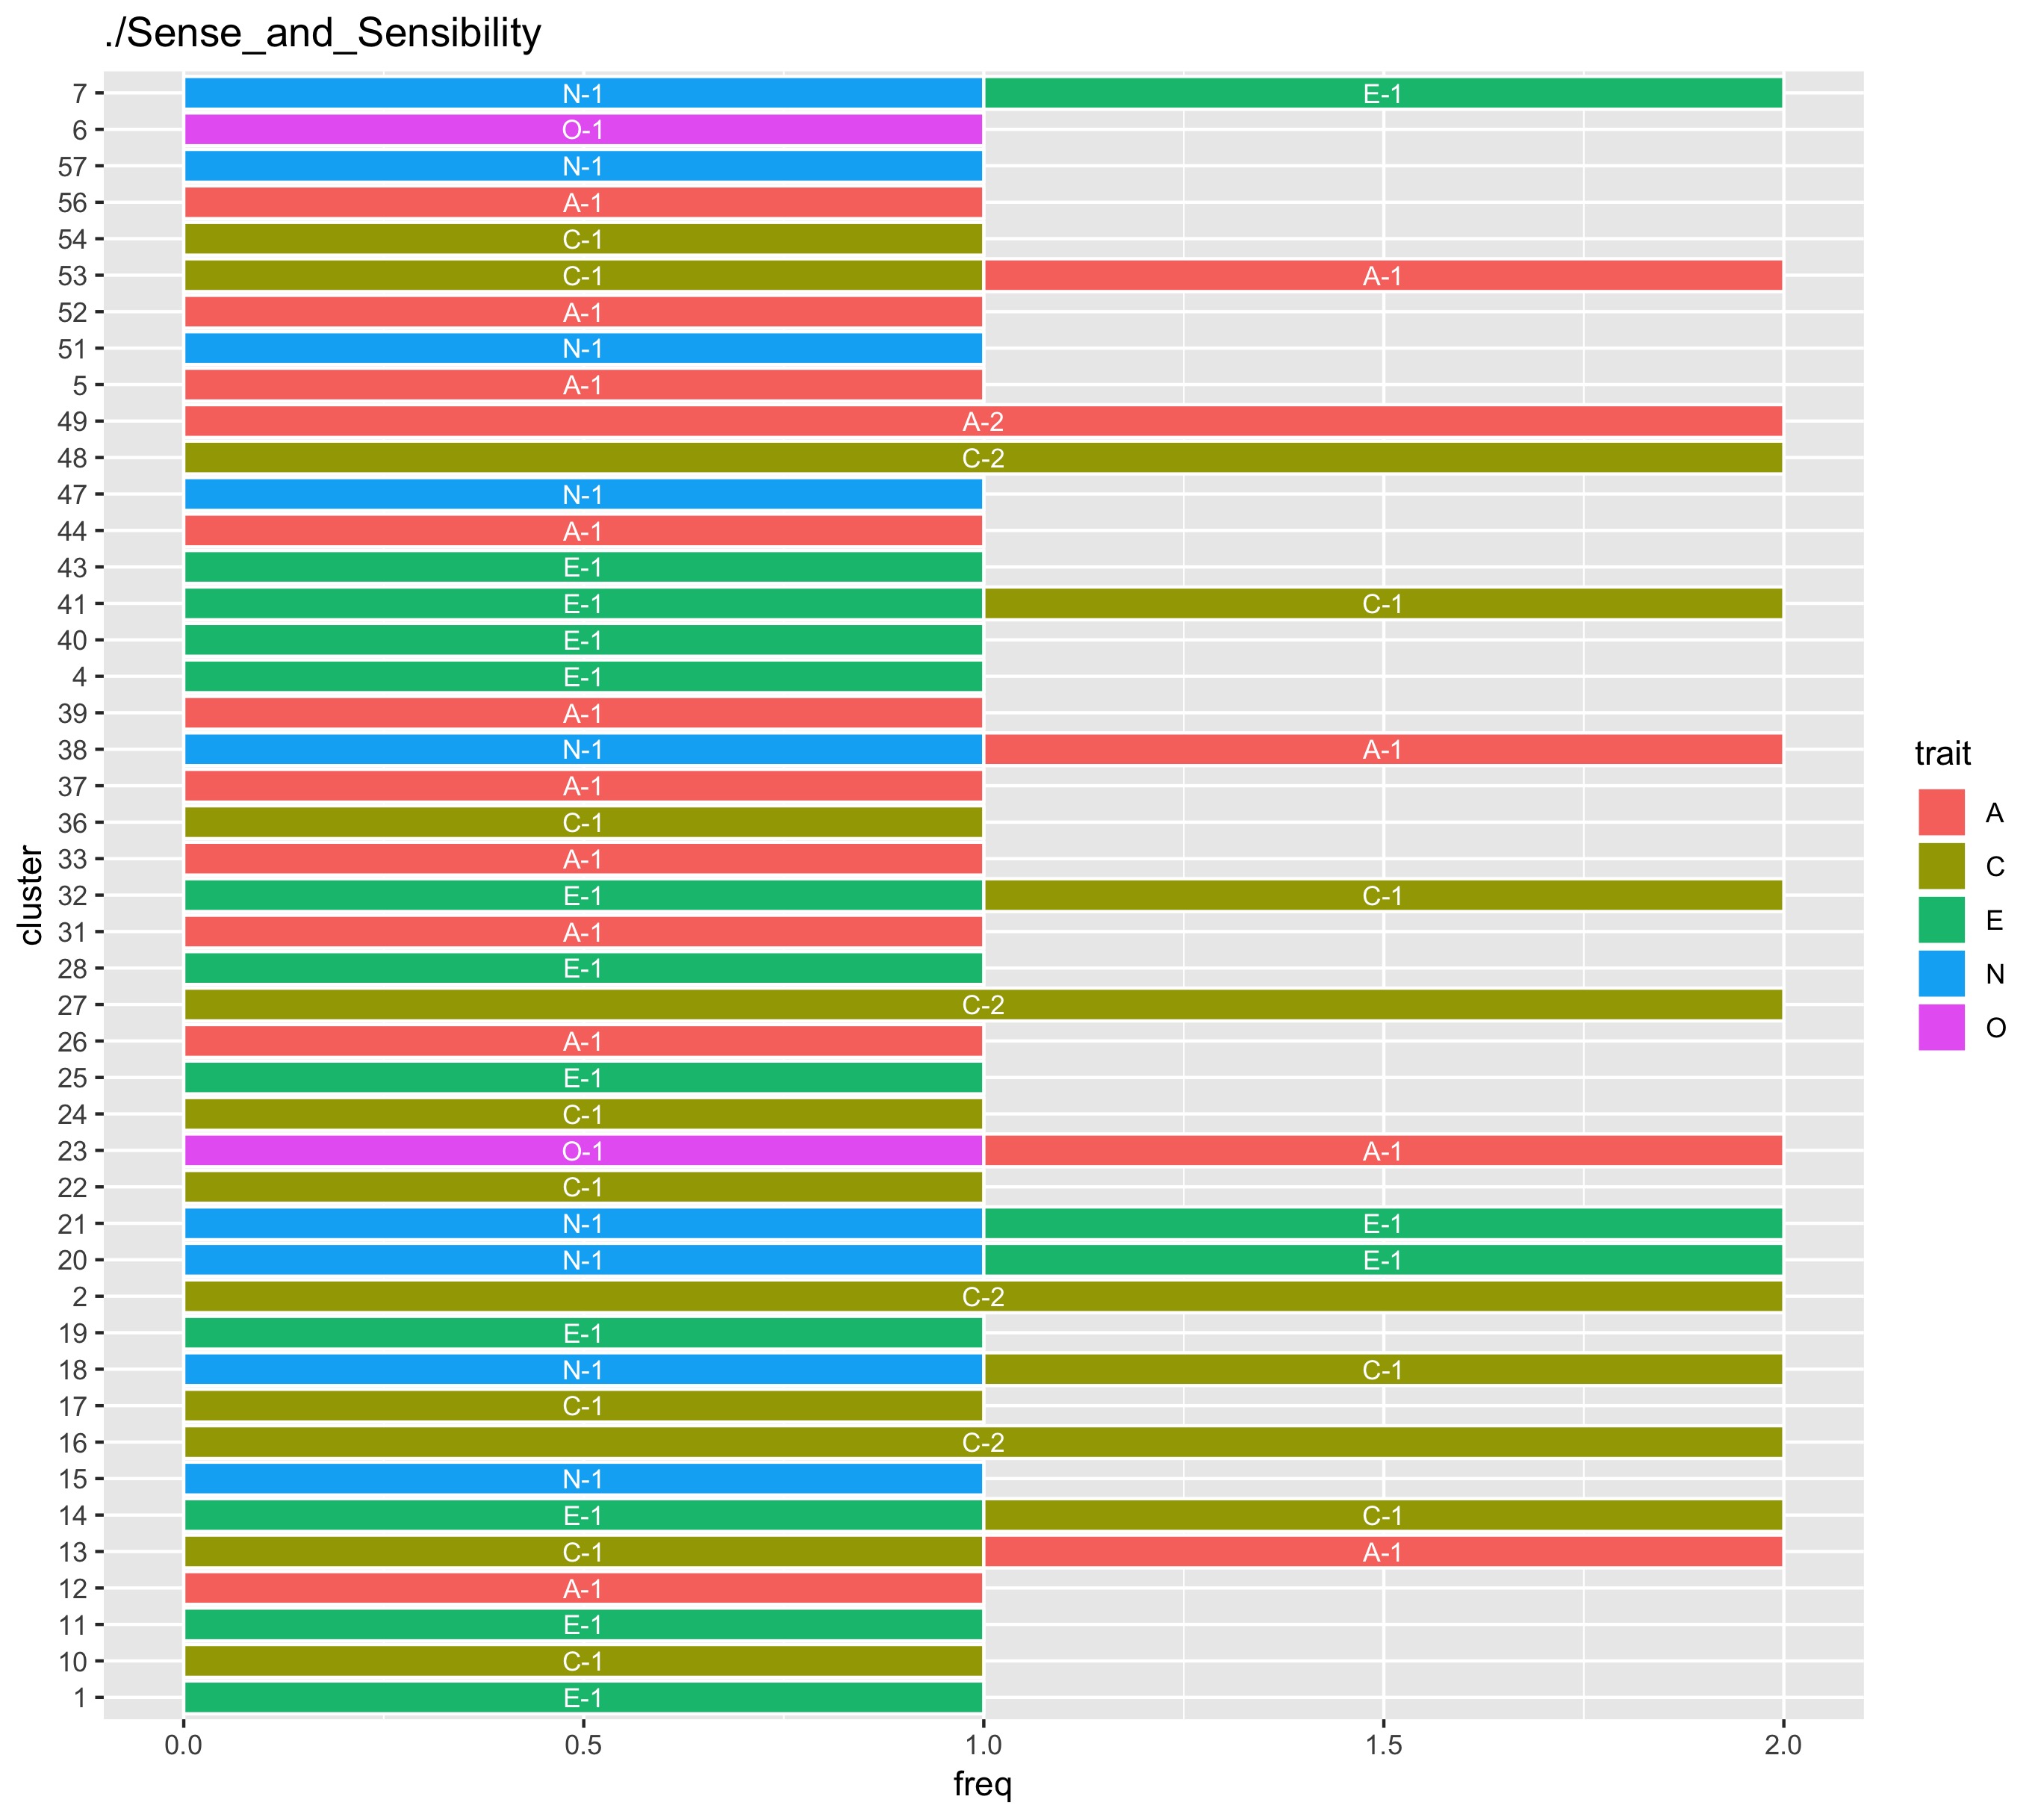 ./Sense_and_Sensibility
7 N-1 E-1
6 O-1
57 N-1
56 A-1
54 C-1
53 C-1 A-1
52 A-1
51 N-1
5 A-1
49 A-2
48 C-2
47 N-1
44 A-1
43 E-1
41 E-1 C-1
40 E-1
4 E-1
39 A-1
38 N-1 A-1
37 A-1
36 C-1
33 A-1
32 E-1 C-1
31 A-1
28 E-1
27 C-2
26 A-1
25 E-1
24 C-1
23 O-1 A-1
22 C-1
21 N-1 E-1
20 N-1 E-1
2 C-2
19 E-1
18 N-1 C-1
17 C-1
16 C-2
15 N-1
14 E-1 C-1
13 C-1 A-1
12 A-1
11 E-1
10 C-1
1 E-1
0.0 0.5 1.0 1.5 2.0
freq
cluster
trait
A
C
E
N
O